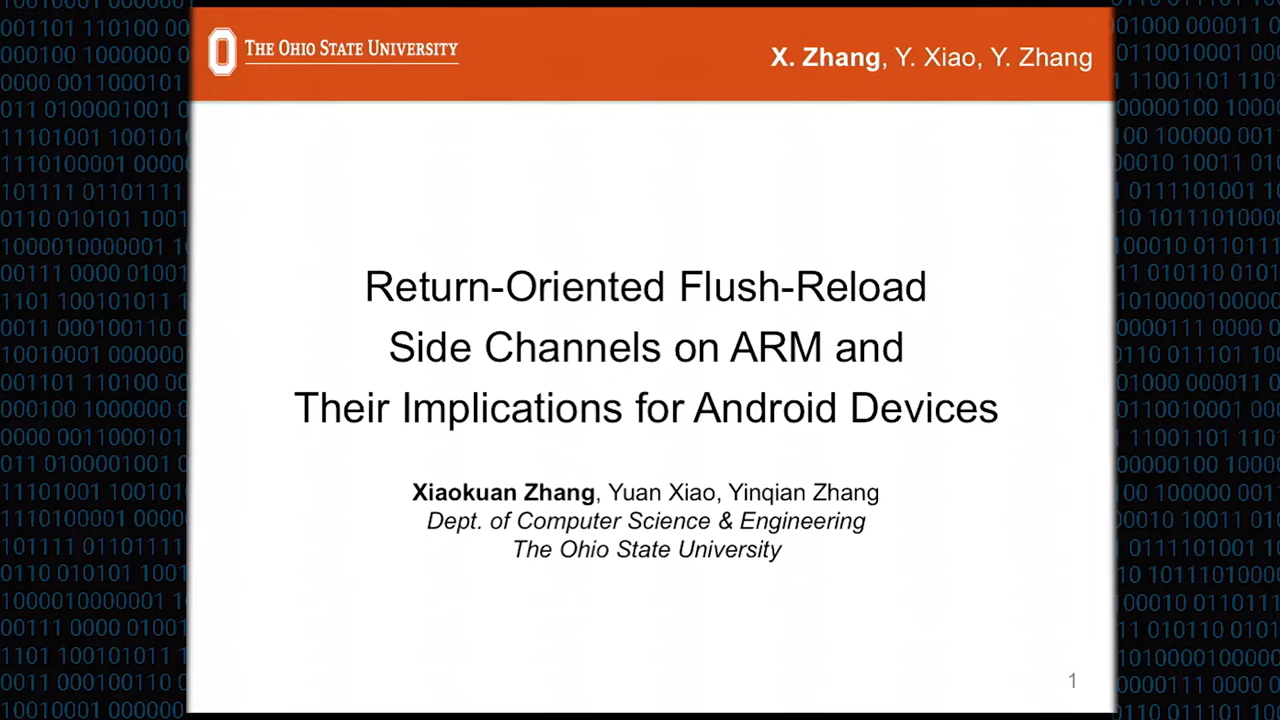 THE OHIO STATE UNIVERSITY
X. Zhang, Y. Xiao, Y. Zhang
Return-Oriented Flush-Reload
Side Channels on ARM and
Their Implications for Android Devices
Xiaokuan Zhang, Yuan Xiao, Yinqian Zhang
Dept. of Computer Science & Engineering
The Ohio State University
1